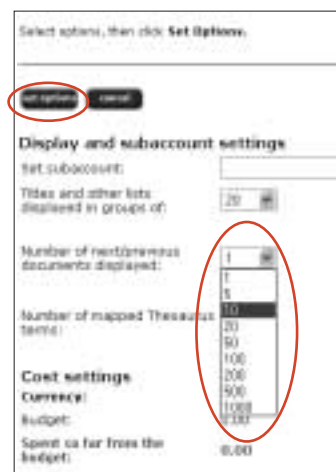 Select options, then click Set Options.
set options cancel
Display and subaccount settings
Set subaccount:
Titles and other lists
displayed in groups of: 20
Number of next/previous
documents displayed: 1
1
5
10
Number of mapped Thesaurus
terms:
20
50
100
200
500
1000
Cost settings
Currency:
Budget: 0.00
Spent so far from the
budget: 0.00